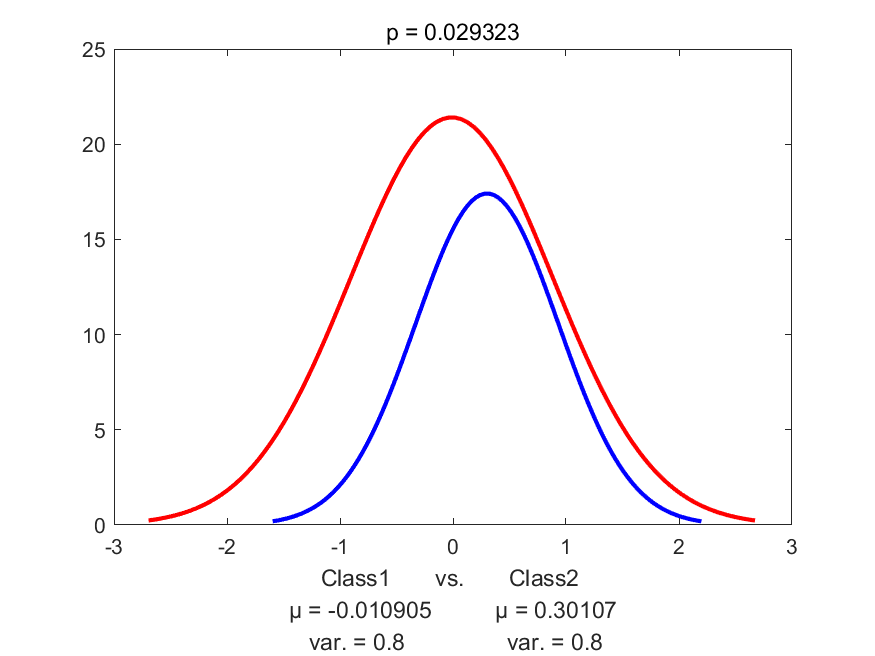 p = 0.029323
25
20
15
10
5
0
-3 -2 -1 0 1 2 3
Class1 vs. Class2
μ = -0.010905 μ = 0.30107
var. = 0.8 var. = 0.8